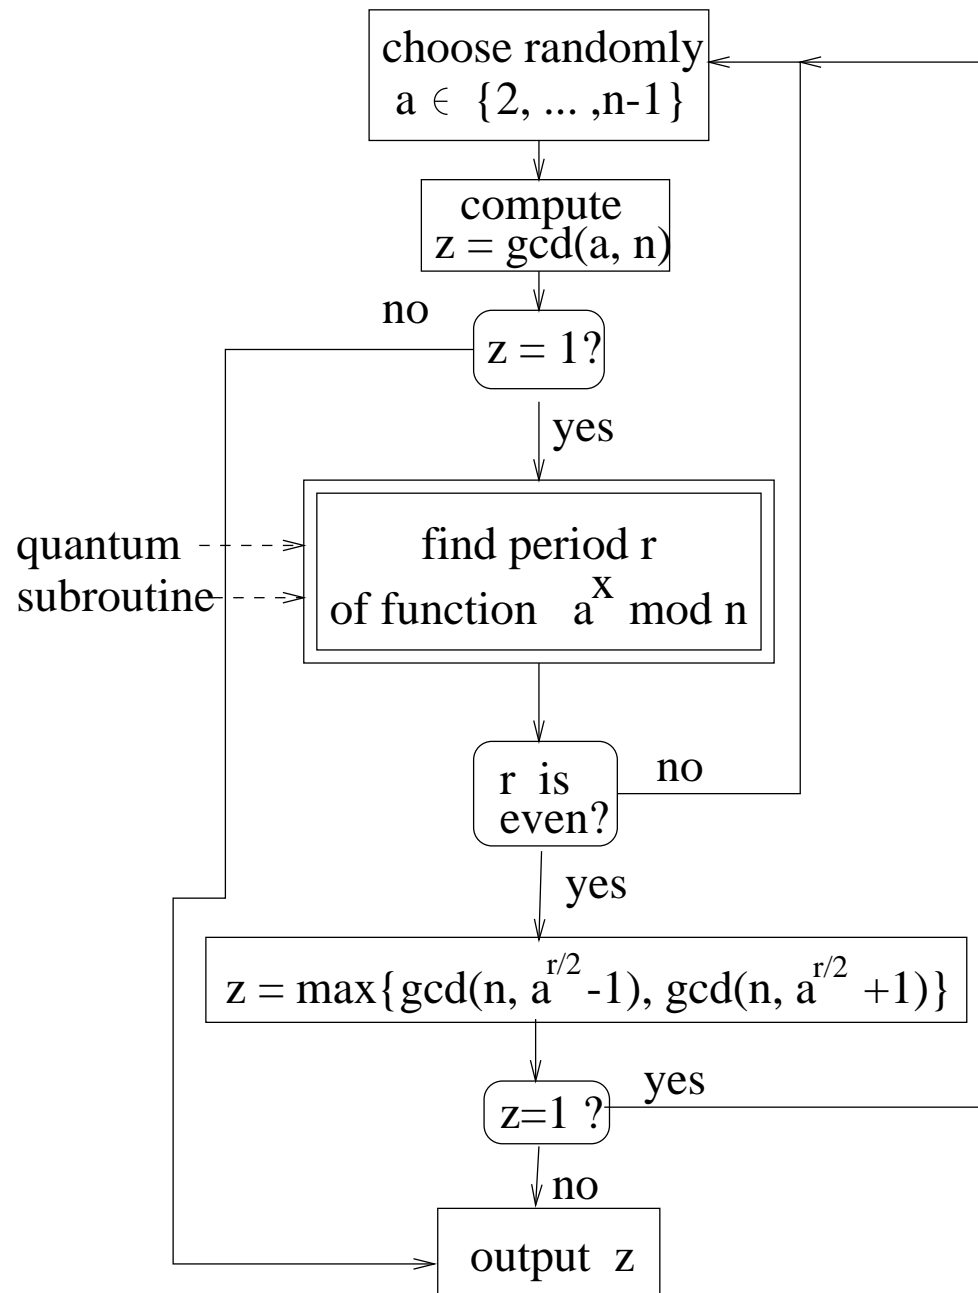 choose randomly
a ∈ {2, ... ,n-1}
compute
z = gcd(a, n)
no
z = 1?
yes
quantum
subroutine
find period r
of function a^x mod n
r is
even?
no
yes
z = max{gcd(n, a^{r/2} -1), gcd(n, a^{r/2} +1)}
z=1 ?
yes
no
output z